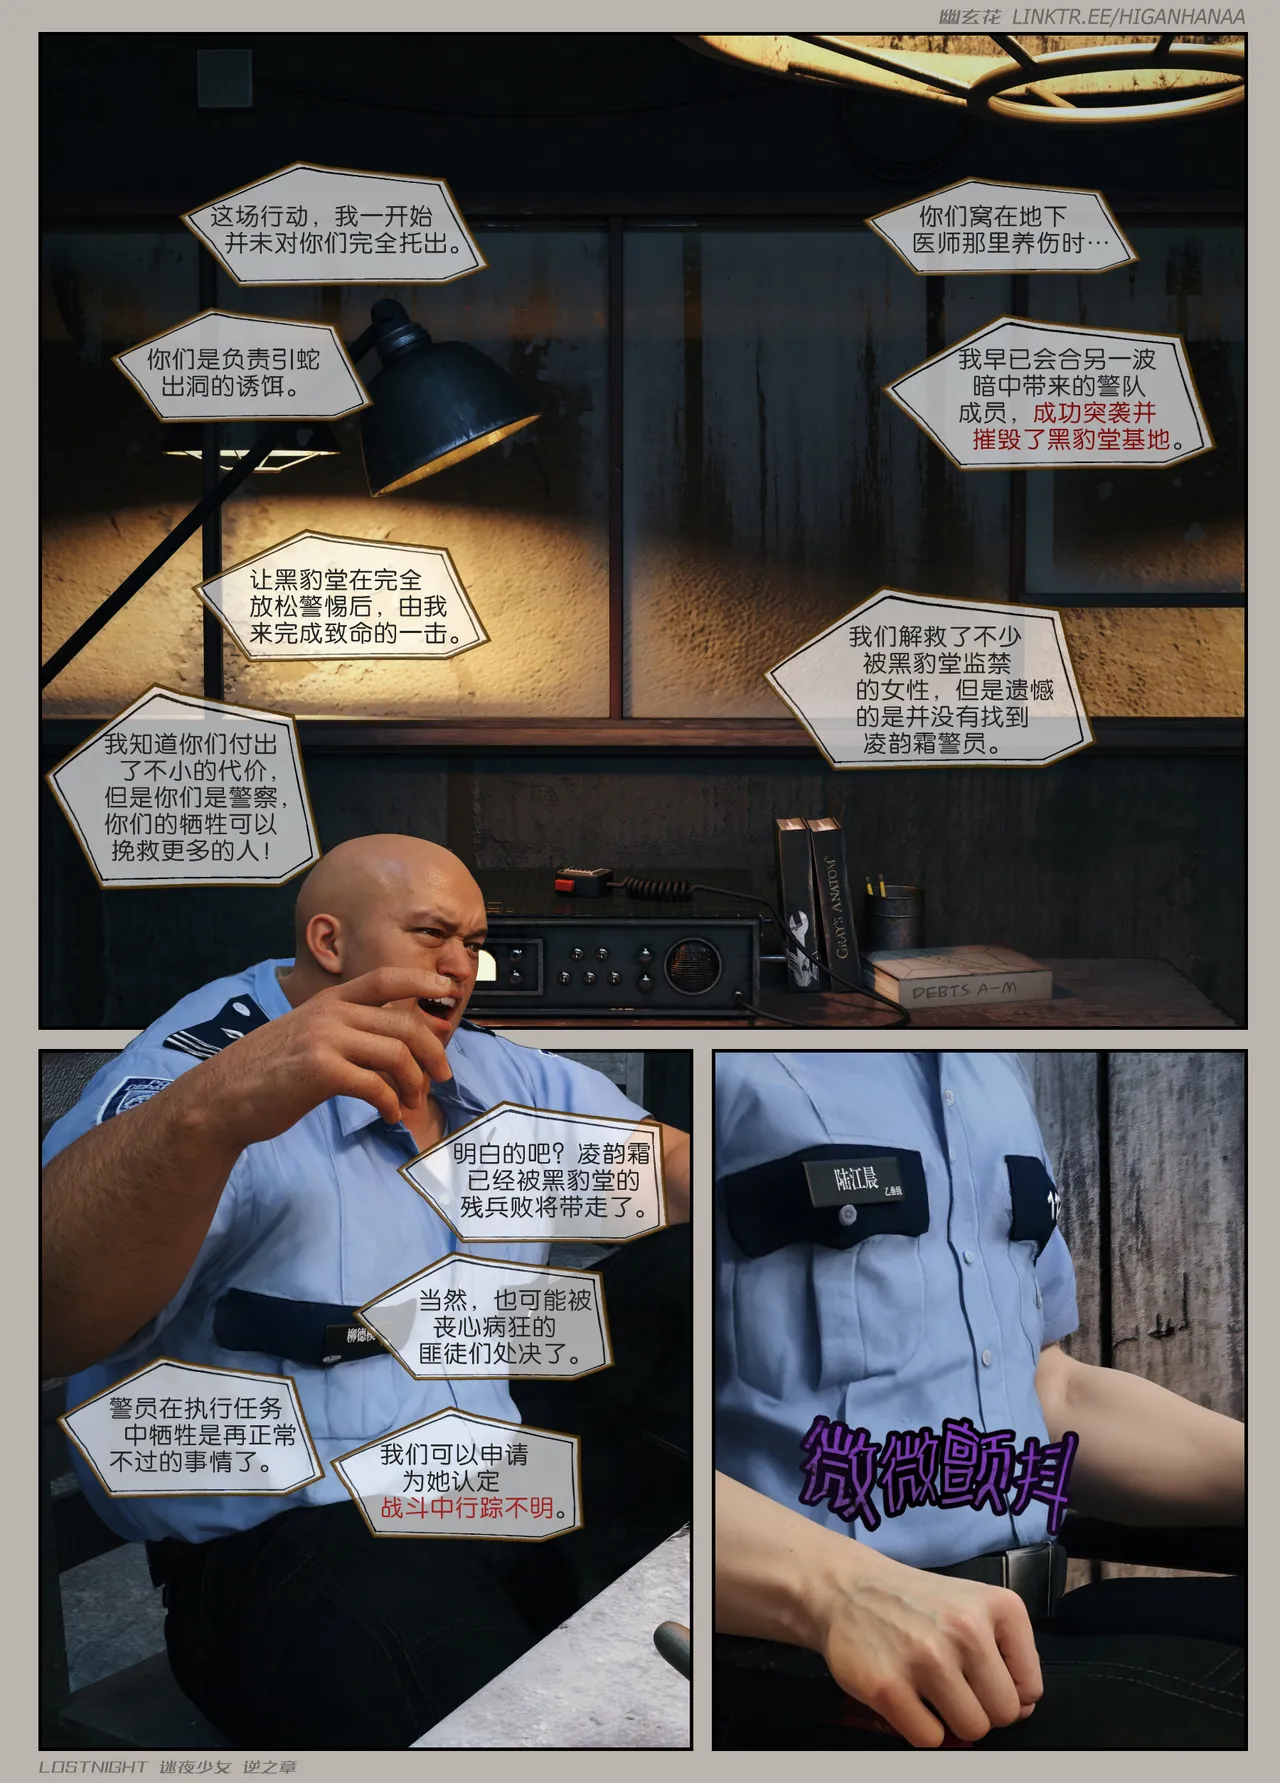 幽玄花 LINKTR.EE/HIGANHANAA
这场行动，我一开始
并未对你们完全托出。
你们是负责引蛇
出洞的诱饵。
让黑豹堂在完全
放松警惕后，由我
来完成致命的一击。
我知道你们付出
了不小的代价，
但是你们是警察，
你们的牺牲可以
挽救更多的人！
你们窝在地下
医师那里养伤时…
我早已会合另一波
暗中带来的警队
成员，成功突袭并
摧毁了黑豹堂基地。
我们解救了不少
被黑豹堂监禁
的女性，但是遗憾
的是并没有找到
凌韵霜警员。
GRAY'S ANATOMY
DEBTS A-M
明白的吧？凌韵霜
已经被黑豹堂的
残兵败将带走了。
当然，也可能被
丧心病狂的
匪徒们处决了。
柳德
警员在执行任务
中牺牲是再正常
不过的事情了。
我们可以申请
为她认定
战斗中行踪不明。
陆江晨
微微颤抖
LOSTNIGHT 迷夜少女 逆之章